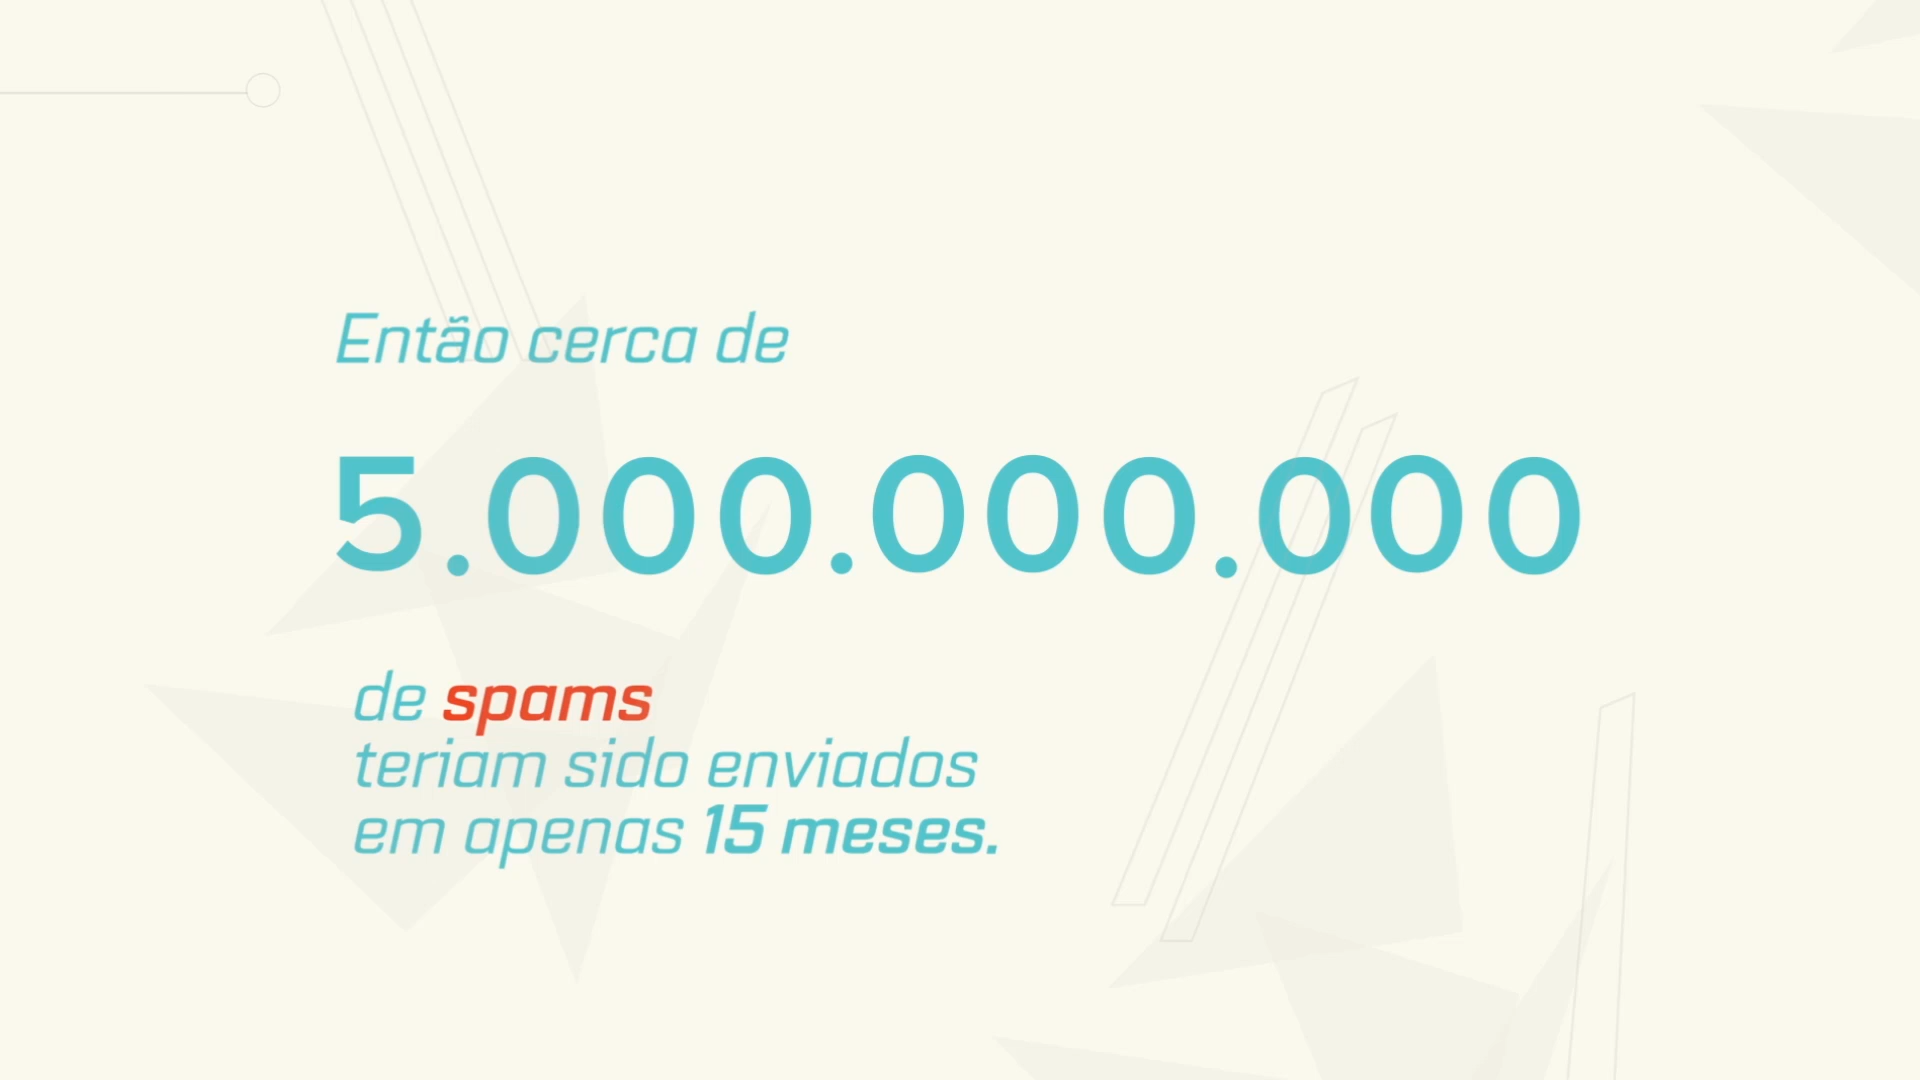 Então cerca de
5.000.000.000
de spams
teriam sido enviados
em apenas 15 meses.